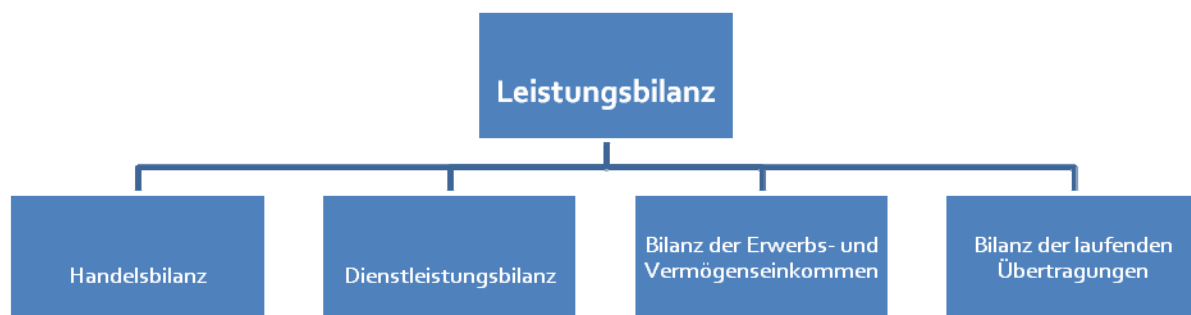 Leistungsbilanz
Handelsbilanz
Dienstleistungsbilanz
Bilanz der Erwerbs- und
Vermögenseinkommen
Bilanz der laufenden
Übertragungen